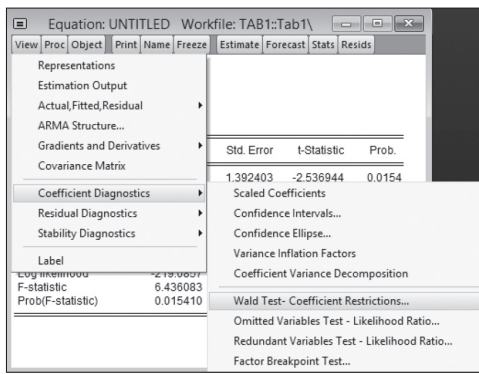 Equation: UNTITLED Workfile: TAB1::Tab1\
View Proc Object Print Name Freeze Estimate Forecast Stats Resids
Representations
Estimation Output
Actual,Fitted,Residual
ARMA Structure...
Gradients and Derivatives
Covariance Matrix
Coefficient Diagnostics
Residual Diagnostics
Stability Diagnostics
Label
Std. Error t-Statistic Prob.
1.392403 -2.536944 0.0154
Scaled Coefficients
Confidence Intervals...
Confidence Ellipse...
Variance Inflation Factors
Coefficient Variance Decomposition
Wald Test- Coefficient Restrictions...
Omitted Variables Test - Likelihood Ratio...
Redundant Variables Test - Likelihood Ratio...
Factor Breakpoint Test...
Log likelihood -219.0857
F-statistic 6.436083
Prob(F-statistic) 0.015410